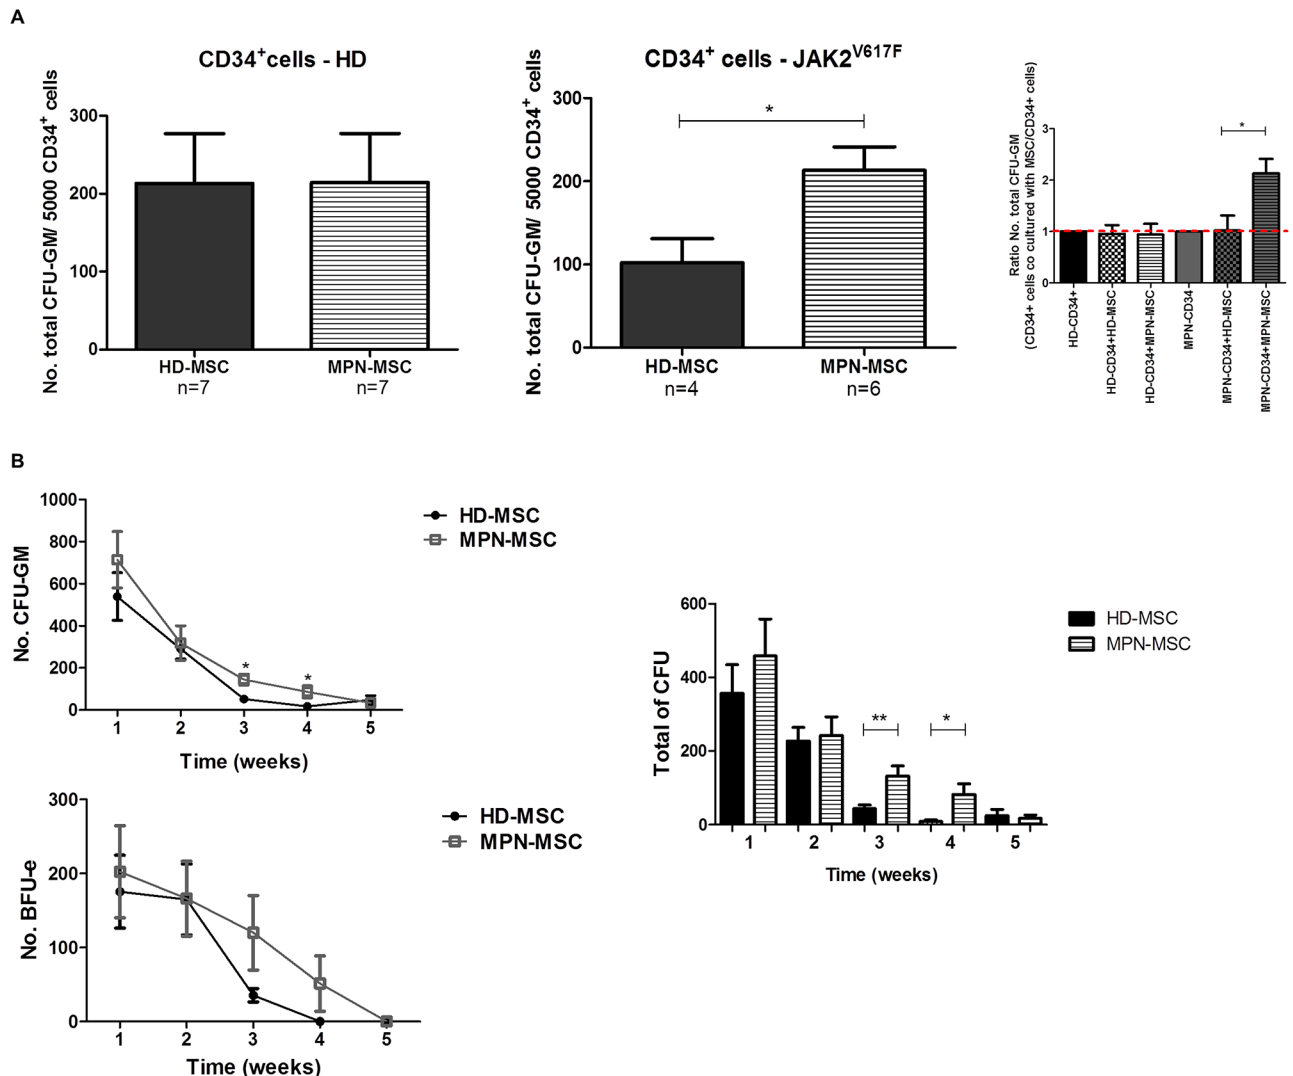 A
CD34+cells - HD
No. total CFU-GM/ 5000 CD34+ cells
300
200
100
0
HD-MSC
n=7
MPN-MSC
n=7
CD34+ cells - JAK2V617F
No. total CFU-GM/ 5000 CD34+ cells
300
200
100
0
*
HD-MSC
n=4
MPN-MSC
n=6
Ratio No. total CFU-GM
(CD34+ cells co cultured with MSC/CD34+ cells)
3
2
1
0
*
HD-CD34+
HD-CD34+HD-MSC
HD-CD34+MPN-MSC
MPN-CD34
MPN-CD34+HD-MSC
MPN-CD34+MPN-MSC
B
No. CFU-GM
1000
800
600
400
200
0
* *
1 2 3 4 5
Time (weeks)
HD-MSC
MPN-MSC
No. BFU-e
300
200
100
0
1 2 3 4 5
Time (weeks)
HD-MSC
MPN-MSC
Total of CFU
600
400
200
0
** *
1 2 3 4 5
Time (weeks)
HD-MSC
MPN-MSC